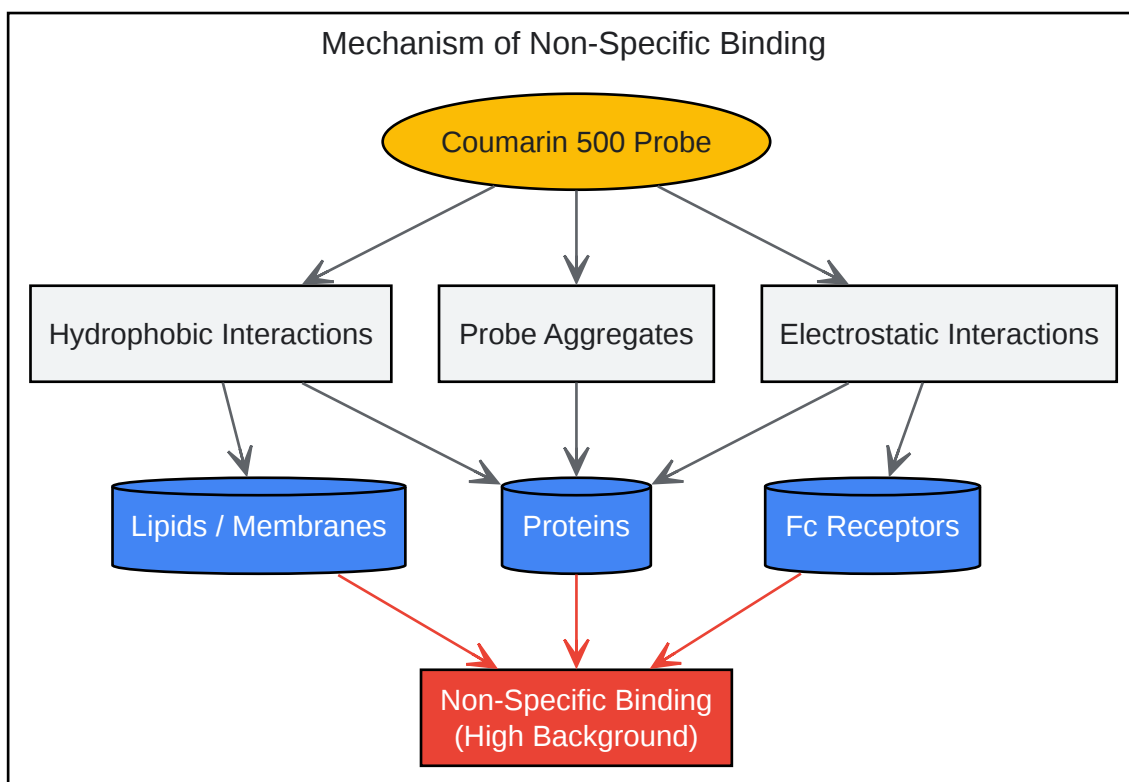 Mechanism of Non-Specific Binding
Coumarin 500 Probe
Hydrophobic Interactions
Probe Aggregates
Electrostatic Interactions
Lipids / Membranes
Proteins
Fc Receptors
Non-Specific Binding
(High Background)